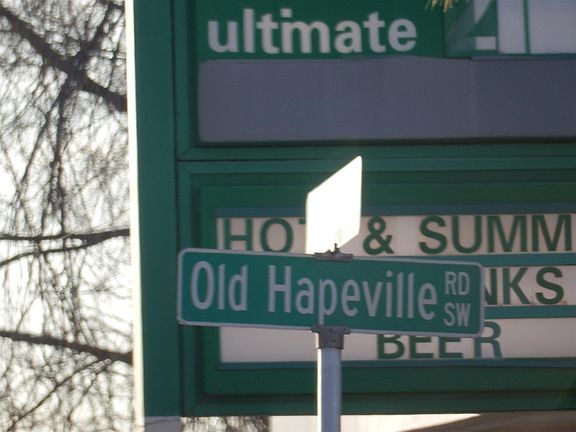 ultimate
HOT & SUMM
NKS
BEER
Old Hapeville RD SW